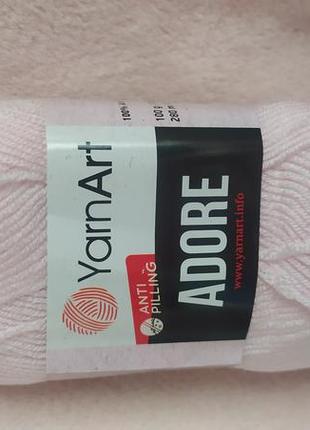 YarnArt
ANTI
PILLING
ADORE
www.yarnart.info
100%
100 g
280 m